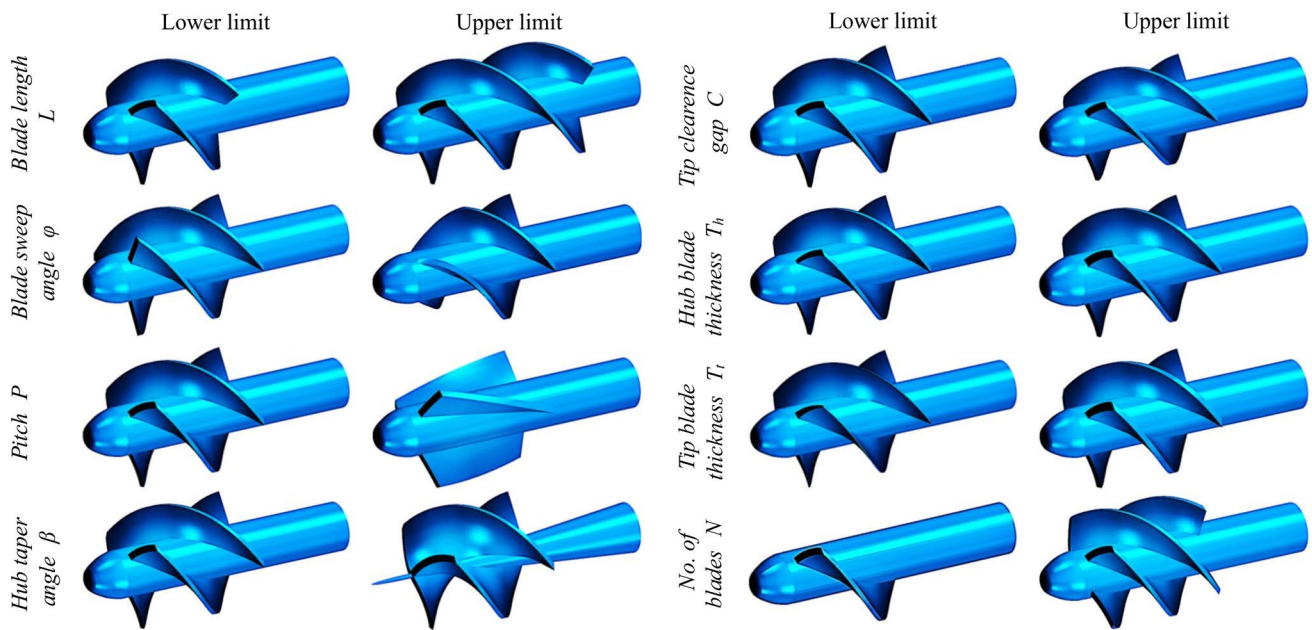 Lower limit
Upper limit
Blade length
L
Blade sweep
angle φ
Pitch P
Hub taper
angle β
Lower limit
Upper limit
Tip clearence
gap C
Hub blade
thickness Th
Tip blade
thickness Tt
No. of
blades N